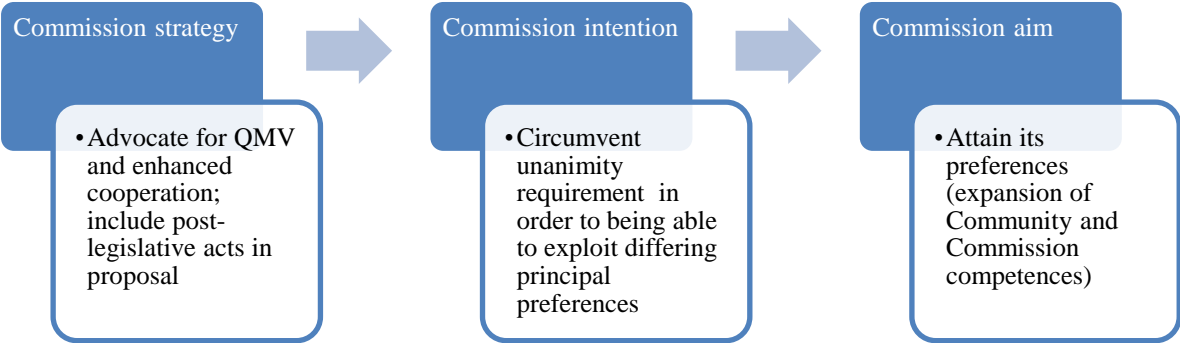 Commission strategy
•Advocate for QMV
and enhanced
cooperation;
include post-
legislative acts in
proposal
Commission intention
•Circumvent
unanimity
requirement in
order to being able
to exploit differing
principal
preferences
Commission aim
•Attain its
preferences
(expansion of
Community and
Commission
competences)